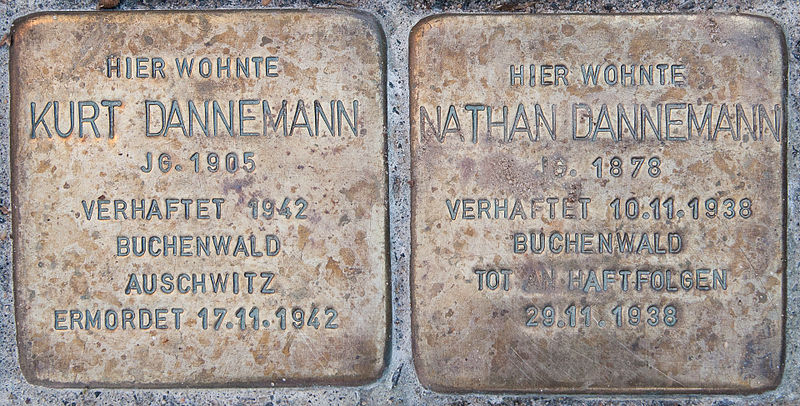 HIER WOHNTE
KURT DANNEMANN
JG. 1905
VERHAFTET 1942
BUCHENWALD
AUSCHWITZ
ERMORDET 17.11.1942
HIER WOHNTE
NATHAN DANNEMANN
JG. 1878
VERHAFTET 10.11.1938
BUCHENWALD
TOT AN HAFTFOLGEN
29.11.1938